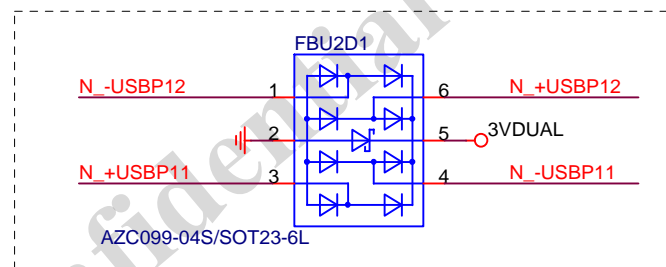 FBU2D1
N_-USBP12
1
6
N_+USBP12
2
5
3VDUAL
N_+USBP11
3
4
N_-USBP11
AZC099-04S/SOT23-6L